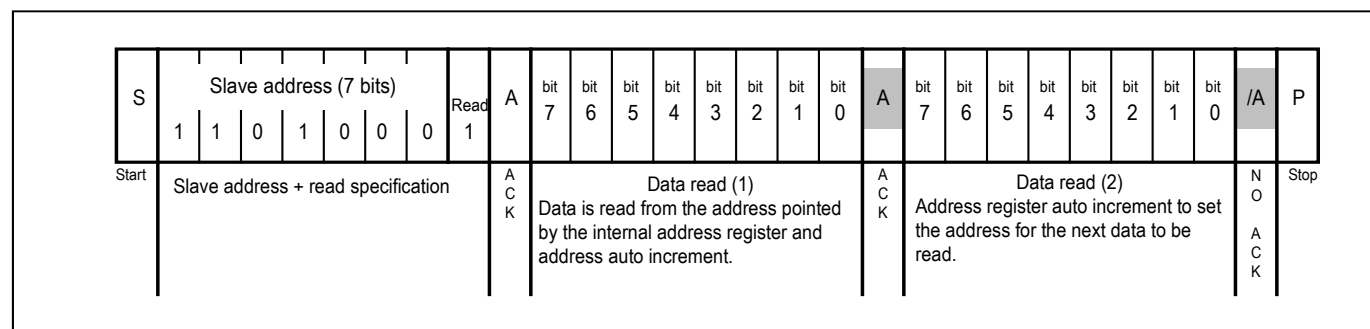 S Slave address (7 bits) Read A bit bit bit bit bit bit bit bit A bit bit bit bit bit bit bit bit /A P
1 1 0 1 0 0 0 1 7 6 5 4 3 2 1 0 7 6 5 4 3 2 1 0
Start
Slave address + read specification
A
C
K
Data read (1)
Data is read from the address pointed
by the internal address register and
address auto increment.
A
C
K
Data read (2)
Address register auto increment to set
the address for the next data to be
read.
N
O
A
C
K
Stop